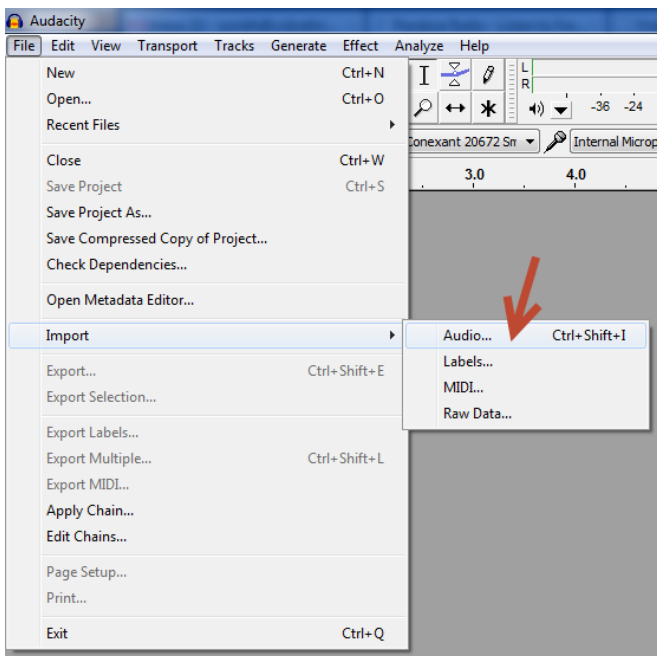 Audacity
File Edit View Transport Tracks Generate Effect Analyze Help
New Ctrl+N
Open... Ctrl+O
Recent Files
Close Ctrl+W
Save Project Ctrl+S
Save Project As...
Save Compressed Copy of Project...
Check Dependencies...
Open Metadata Editor...
Import
Export... Ctrl+Shift+E
Export Selection...
Export Labels...
Export Multiple... Ctrl+Shift+L
Export MIDI...
Apply Chain...
Edit Chains...
Page Setup...
Print...
Exit Ctrl+Q
L
R
-36 -24
Conexant 20672 Sm Internal Microp
3.0 4.0
Audio... Ctrl+Shift+I
Labels...
MIDI...
Raw Data...